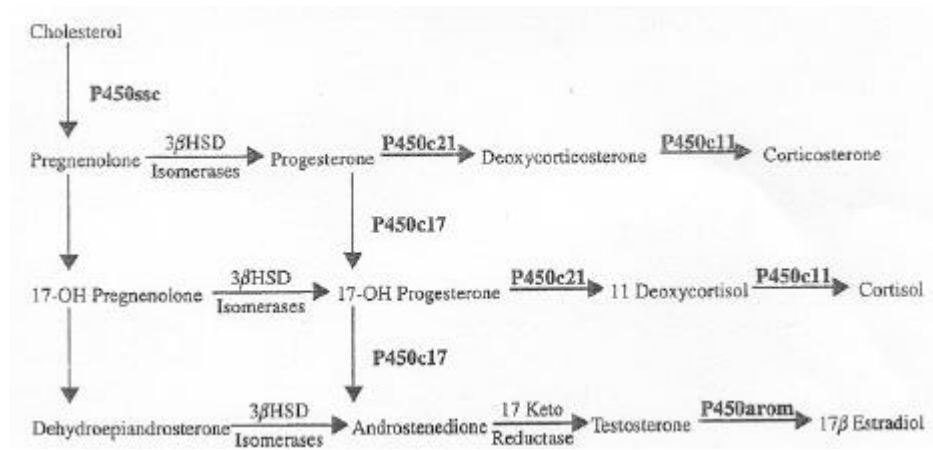 Cholesterol
P450ssc
3βHSD P450c21 P450c11
Pregnenolone Progesterone Deoxycorticosterone Corticosterone
Isomerases
P450c17
3βHSD P450c21 P450c11
17-OH Pregnenolone 17-OH Progesterone 11 Deoxycortisol Cortisol
Isomerases
P450c17
3βHSD 17 Keto P450arom
Dehydroepiandrosterone Androstenedione Testosterone 17β Estradiol
Isomerases Reductase